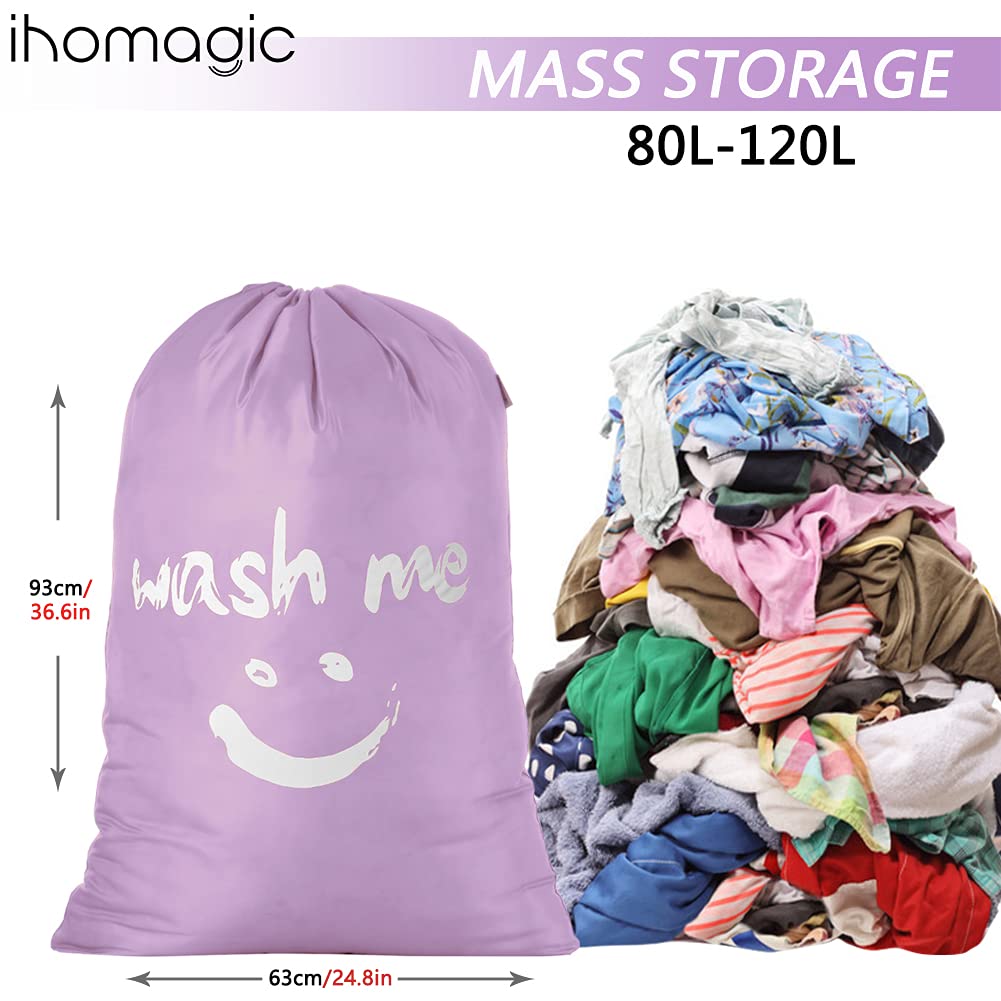 ihomagic
MASS STORAGE
80L-120L
wash me
93cm/
36.6in
63cm/24.8in